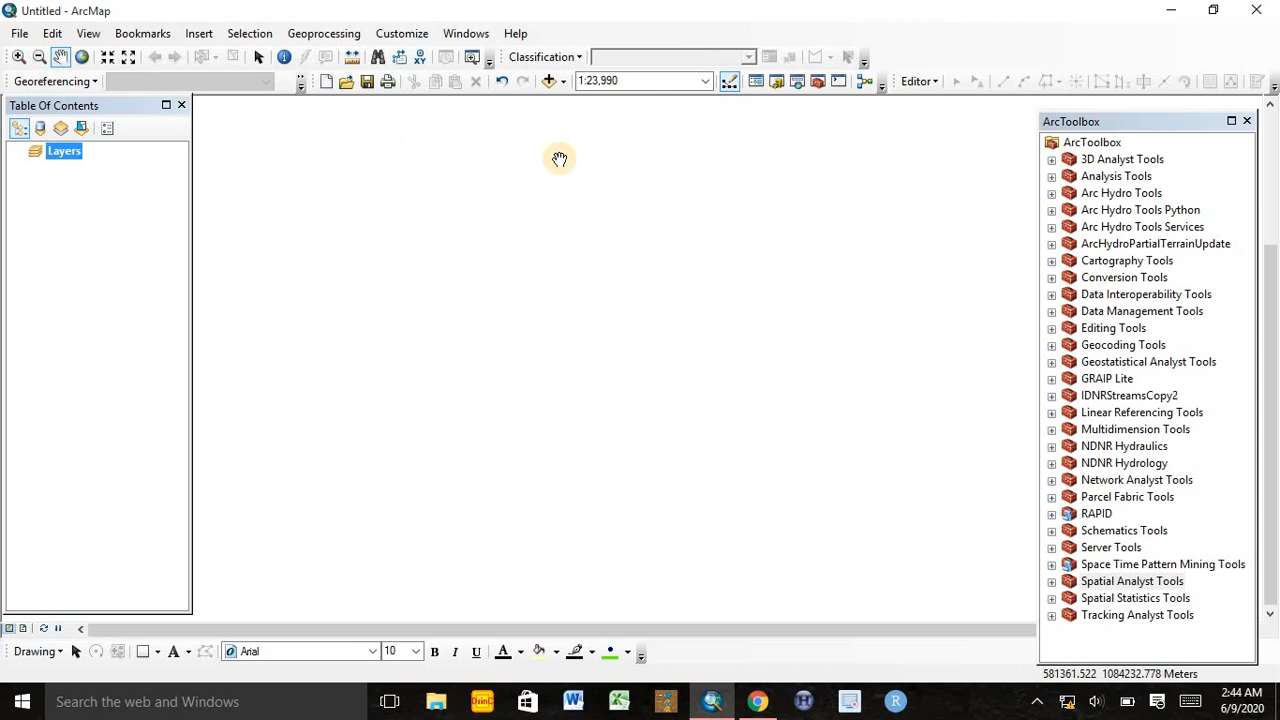 Untitled - ArcMap
File Edit View Bookmarks Insert Selection Geoprocessing Customize Windows Help
Classification
Georeferencing 1:23,990 Editor
Table Of Contents
Layers
ArcToolbox
ArcToolbox
3D Analyst Tools
Analysis Tools
Arc Hydro Tools
Arc Hydro Tools Python
Arc Hydro Tools Services
ArcHydroPartialTerrainUpdate
Cartography Tools
Conversion Tools
Data Interoperability Tools
Data Management Tools
Editing Tools
Geocoding Tools
Geostatistical Analyst Tools
GRAIP Lite
IDNRStreamsCopy2
Linear Referencing Tools
Multidimension Tools
NDNR Hydraulics
NDNR Hydrology
Network Analyst Tools
Parcel Fabric Tools
RAPID
Schematics Tools
Server Tools
Space Time Pattern Mining Tools
Spatial Analyst Tools
Spatial Statistics Tools
Tracking Analyst Tools
Drawing A Arial 10 B I U A
581361.522 1084232.778 Meters
Search the web and Windows
2:44 AM
6/9/2020